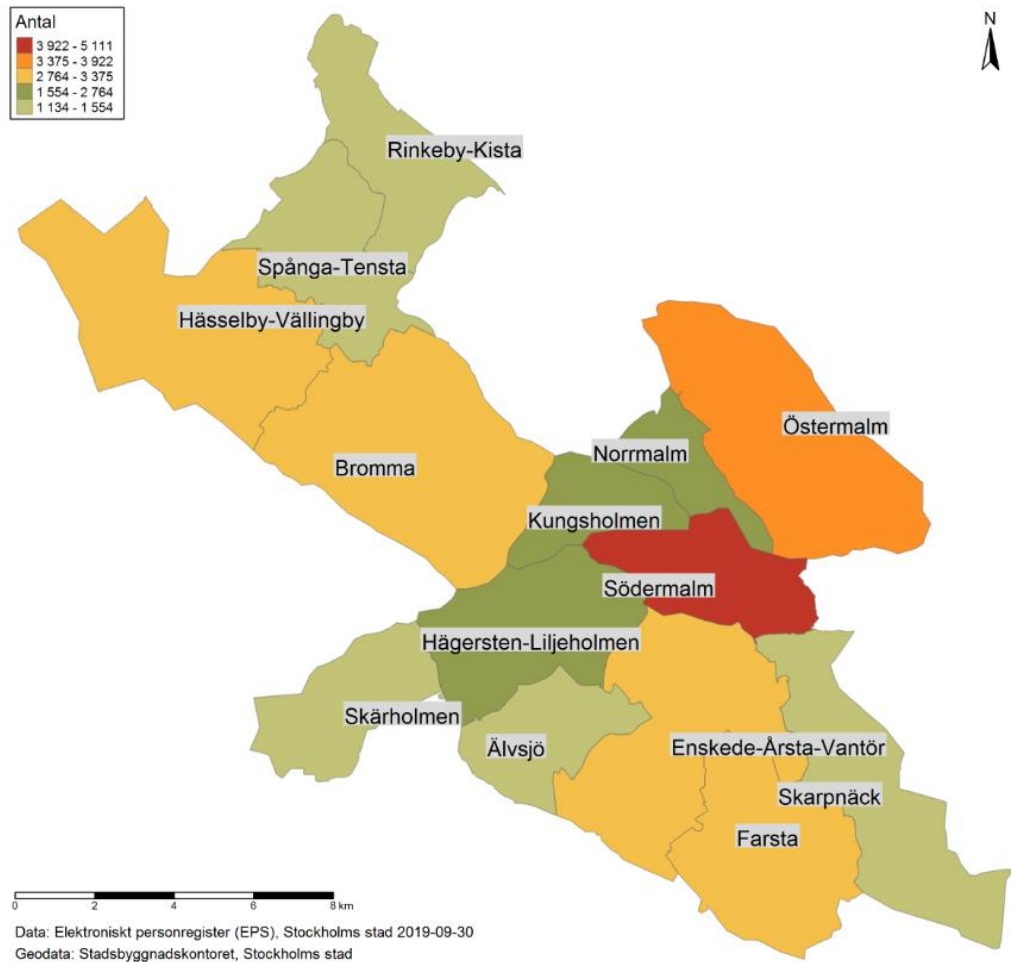 Antal
3 922 - 5 111
3 375 - 3 922
2 764 - 3 375
1 554 - 2 764
1 134 - 1 554
N
Rinkeby-Kista
Spånga-Tensta
Hässelby-Vällingby
Östermalm
Norrmalm
Bromma
Kungsholmen
Södermalm
Hägersten-Liljeholmen
Skärholmen
Älvsjö
Enskede-Årsta-Vantör
Skarpnäck
Farsta
0 2 4 6 8 km
Data: Elektroniskt personregister (EPS), Stockholms stad 2019-09-30
Geodata: Stadsbyggnadskontoret, Stockholms stad